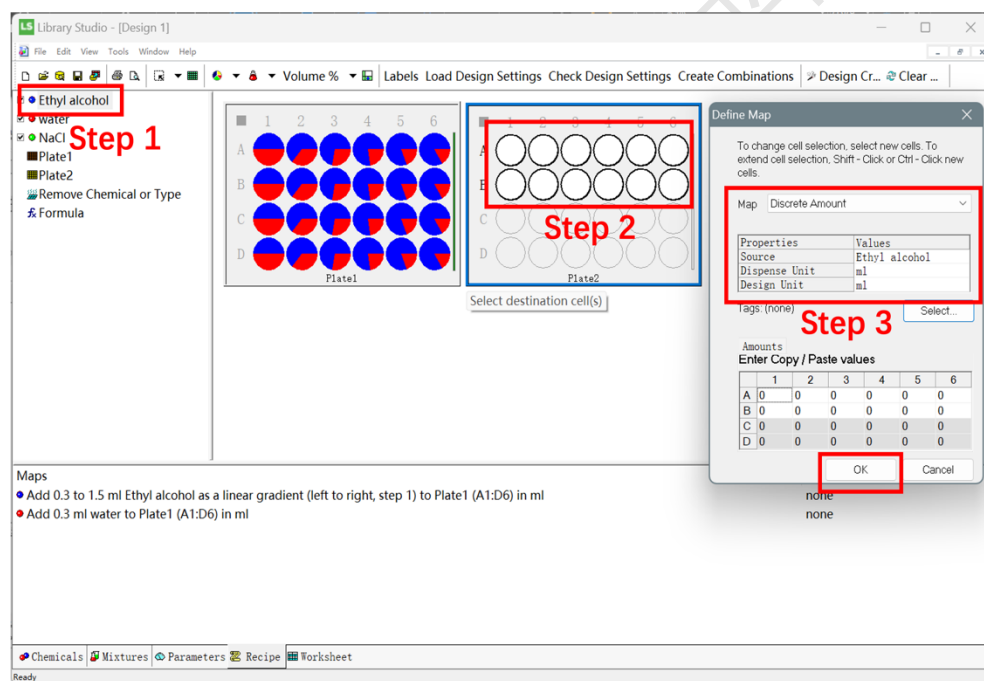 Library Studio - [Design 1]
File Edit View Tools Window Help
Volume % Labels Load Design Settings Check Design Settings Create Combinations Design Cr... Clear ...
Ethyl alcohol
water
NaCl
Step 1
Plate1
Plate2
Remove Chemical or Type
Formula
1 2 3 4 5 6
A
B
C
D
Plate1
1 2 3 4 5 6
A
B
C
D
Step 2
Plate2
Select destination cell(s)
Define Map
To change cell selection, select new cells. To
extend cell selection, Shift - Click or Ctrl - Click new
cells.
Map Discrete Amount
Properties Values
Source Ethyl alcohol
Dispense Unit ml
Design Unit ml
Tags: (none) Select...
Step 3
Amounts
Enter Copy / Paste values
1 2 3 4 5 6
A 0 0 0 0 0 0
B 0 0 0 0 0 0
C 0 0 0 0 0 0
D 0 0 0 0 0 0
OK Cancel
Maps
Add 0.3 to 1.5 ml Ethyl alcohol as a linear gradient (left to right, step 1) to Plate1 (A1:D6) in ml none
Add 0.3 ml water to Plate1 (A1:D6) in ml none
Chemicals Mixtures Parameters Recipe Worksheet
Ready